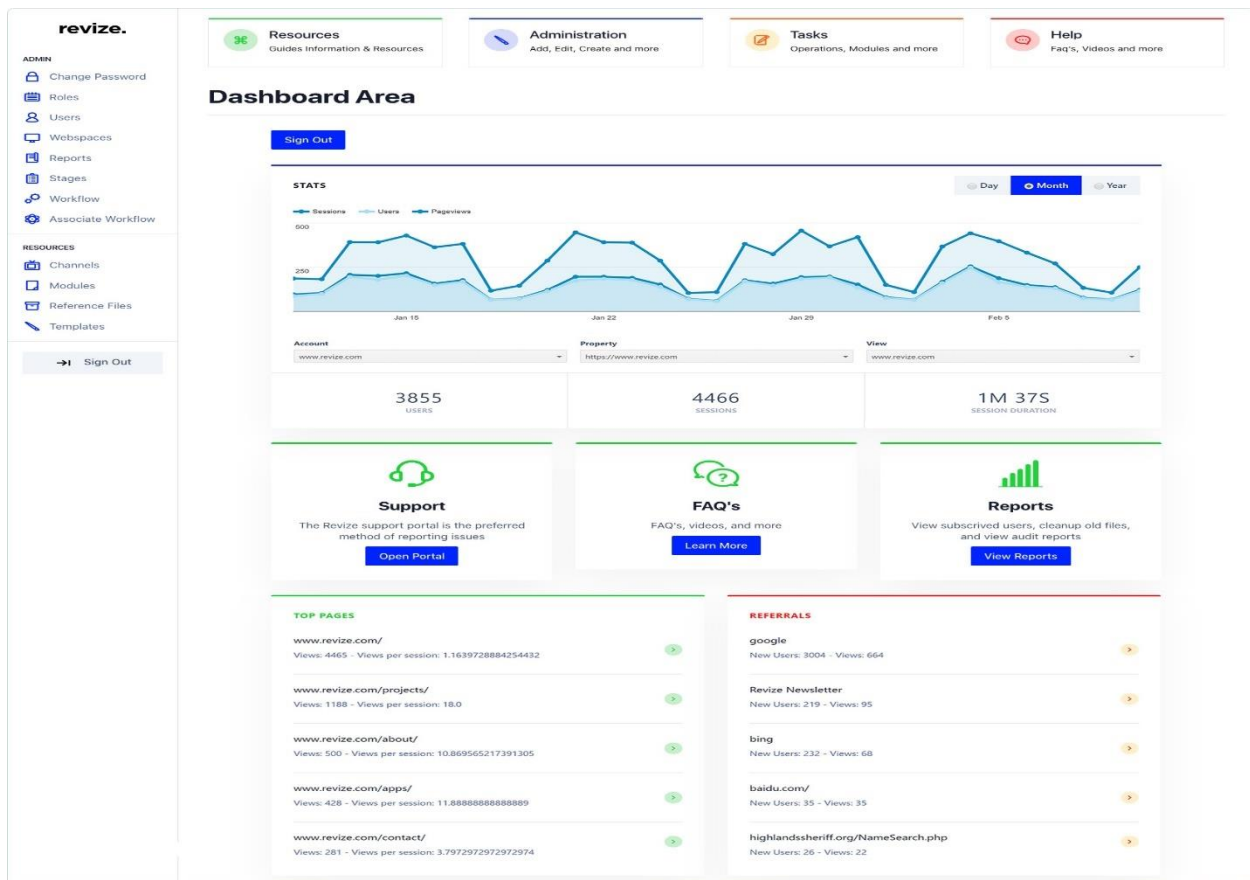 revize.
ADMIN
Change Password
Roles
Users
Webspaces
Reports
Stages
Workflow
Associate Workflow
RESOURCES
Channels
Modules
Reference Files
Templates
Sign Out
Resources
Guides Information & Resources
Administration
Add, Edit, Create and more
Tasks
Operations, Modules and more
Help
Faq's, Videos and more
Dashboard Area
Sign Out
STATS
Day Month Year
Sessions Users Pageviews
500
250
Jan 15 Jan 22 Jan 29 Feb 5
Account
www.revize.com
Property
https://www.revize.com
View
www.revize.com
3855
USERS
4466
SESSIONS
1M 37S
SESSION DURATION
Support
The Revize support portal is the preferred
method of reporting issues
Open Portal
FAQ's
FAQ's, videos, and more
Learn More
Reports
View subscrived users, cleanup old files,
and view audit reports
View Reports
TOP PAGES
www.revize.com/
Views: 4465 - Views per session: 1.1639728884254432
www.revize.com/projects/
Views: 1188 - Views per session: 18.0
www.revize.com/about/
Views: 500 - Views per session: 10.869565217391305
www.revize.com/apps/
Views: 428 - Views per session: 11.88888888888889
www.revize.com/contact/
Views: 281 - Views per session: 3.7972972972972974
REFERRALS
google
New Users: 3004 - Views: 664
Revize Newsletter
New Users: 219 - Views: 95
bing
New Users: 232 - Views: 68
baidu.com/
New Users: 35 - Views: 35
highlandssheriff.org/NameSearch.php
New Users: 26 - Views: 22